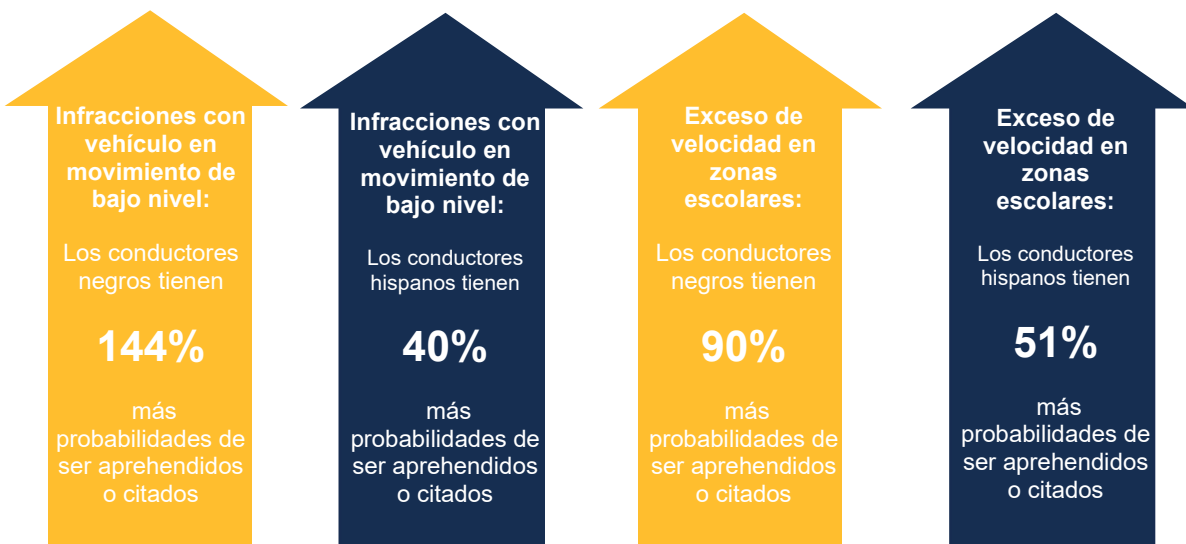 Infracciones con
vehículo en
movimiento de
bajo nivel:
Los conductores
negros tienen
144%
más
probabilidades de
ser aprehendidos
o citados
Infracciones con
vehículo en
movimiento de
bajo nivel:
Los conductores
hispanos tienen
40%
más
probabilidades de
ser aprehendidos
o citados
Exceso de
velocidad en
zonas
escolares:
Los conductores
negros tienen
90%
más
probabilidades de
ser aprehendidos
o citados
Exceso de
velocidad en
zonas
escolares:
Los conductores
hispanos tienen
51%
más
probabilidades de
ser aprehendidos
o citados